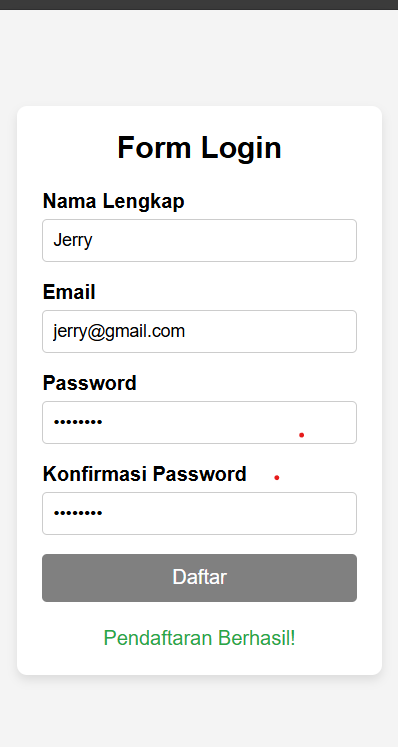 Form Login
Nama Lengkap
Jerry
Email
jerry@gmail.com
Password
••••••••
Konfirmasi Password
••••••••
Daftar
Pendaftaran Berhasil!